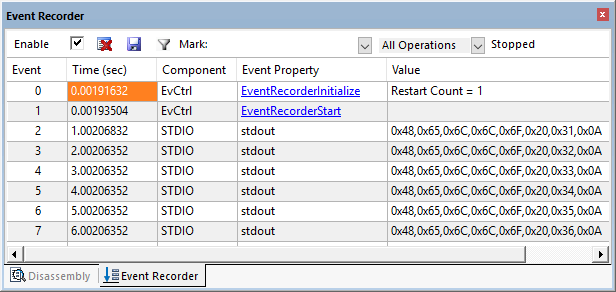 Event Recorder
Enable Mark: All Operations Stopped
Event Time (sec) Component Event Property Value
0 0.00191632 EvCtrl EventRecorderInitialize Restart Count = 1
1 0.00193504 EvCtrl EventRecorderStart
2 1.00206832 STDIO stdout 0x48,0x65,0x6C,0x6C,0x6F,0x20,0x31,0x0A
3 2.00206352 STDIO stdout 0x48,0x65,0x6C,0x6C,0x6F,0x20,0x32,0x0A
4 3.00206352 STDIO stdout 0x48,0x65,0x6C,0x6C,0x6F,0x20,0x33,0x0A
5 4.00206352 STDIO stdout 0x48,0x65,0x6C,0x6C,0x6F,0x20,0x34,0x0A
6 5.00206352 STDIO stdout 0x48,0x65,0x6C,0x6C,0x6F,0x20,0x35,0x0A
7 6.00206352 STDIO stdout 0x48,0x65,0x6C,0x6C,0x6F,0x20,0x36,0x0A
Disassembly Event Recorder